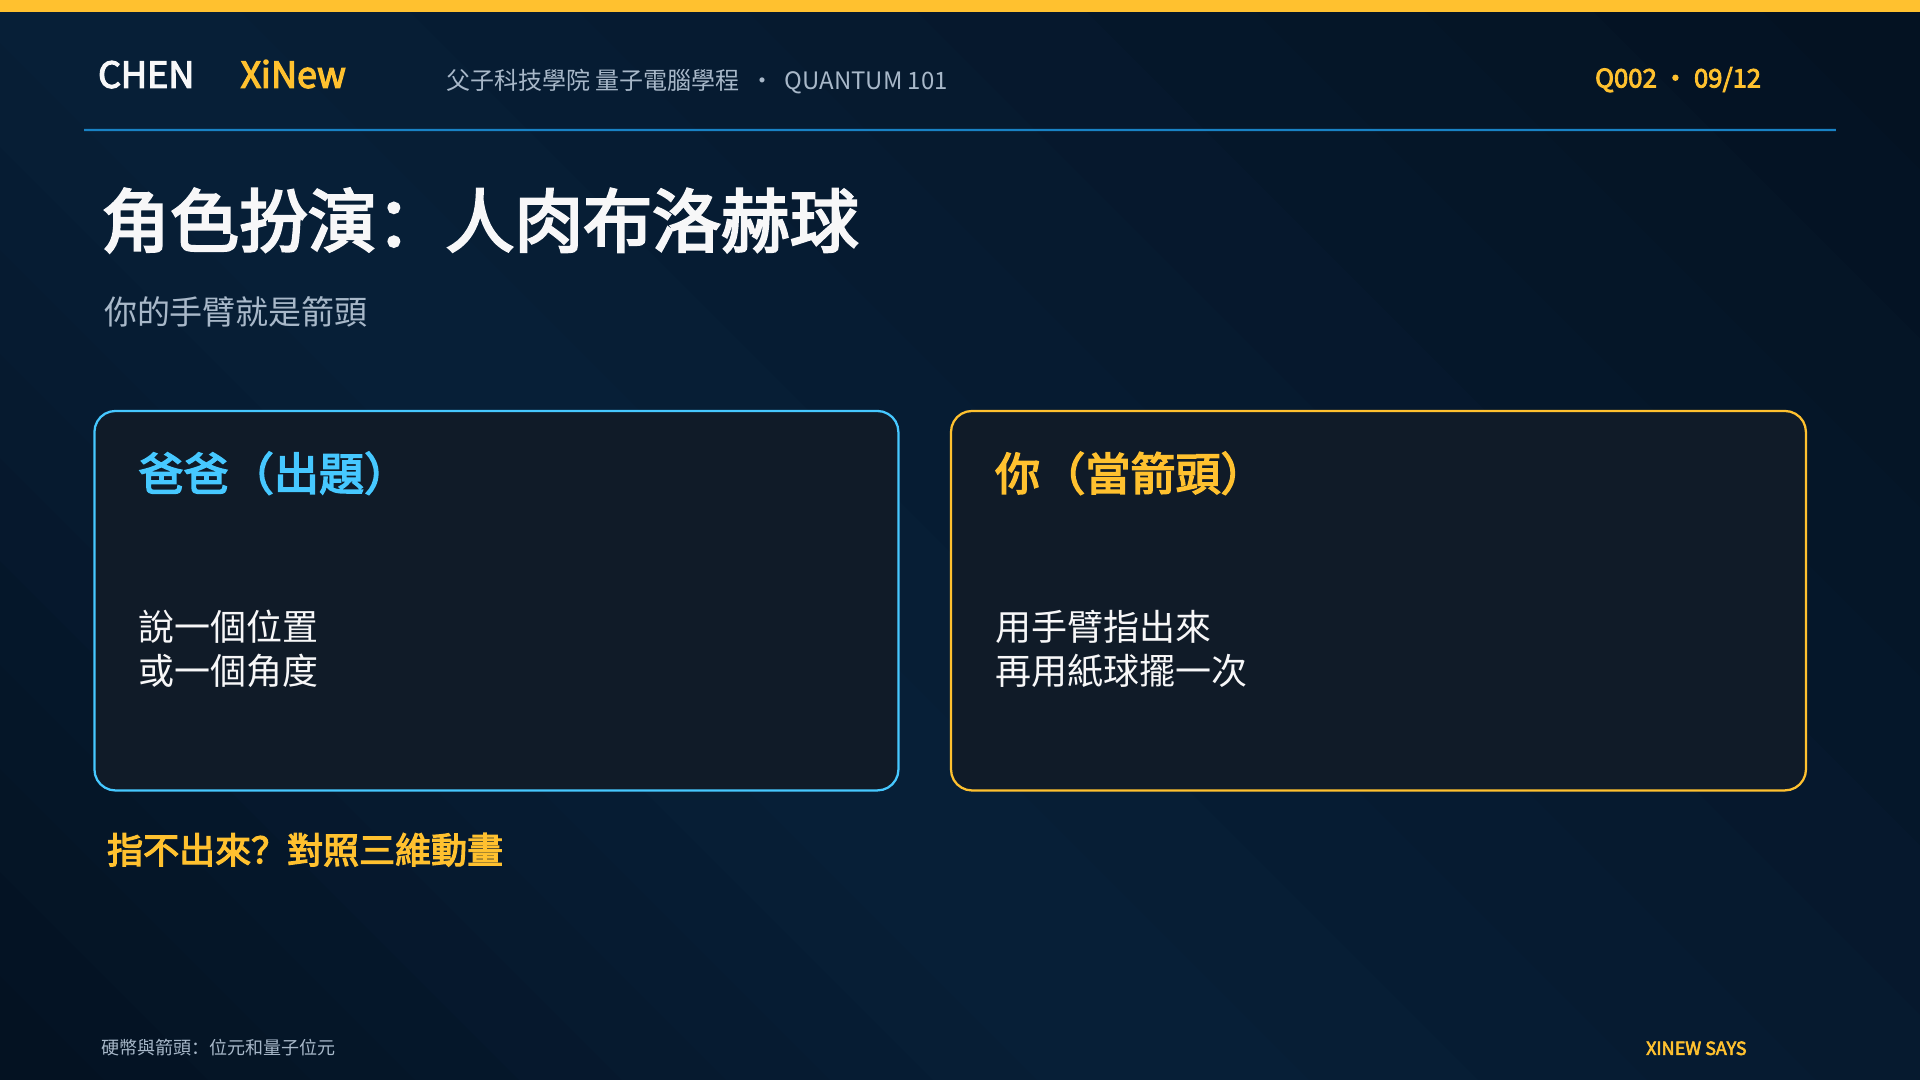 CHEN XiNew 父子科技學院 量子電腦學程 • QUANTUM 101 Q002 • 09/12
角色扮演：人肉布洛赫球
你的手臂就是箭頭
爸爸（出題）
說一個位置
或一個角度
你（當箭頭）
用手臂指出來
再用紙球擺一次
指不出來？對照三維動畫
硬幣與箭頭：位元和量子位元 XINEW SAYS